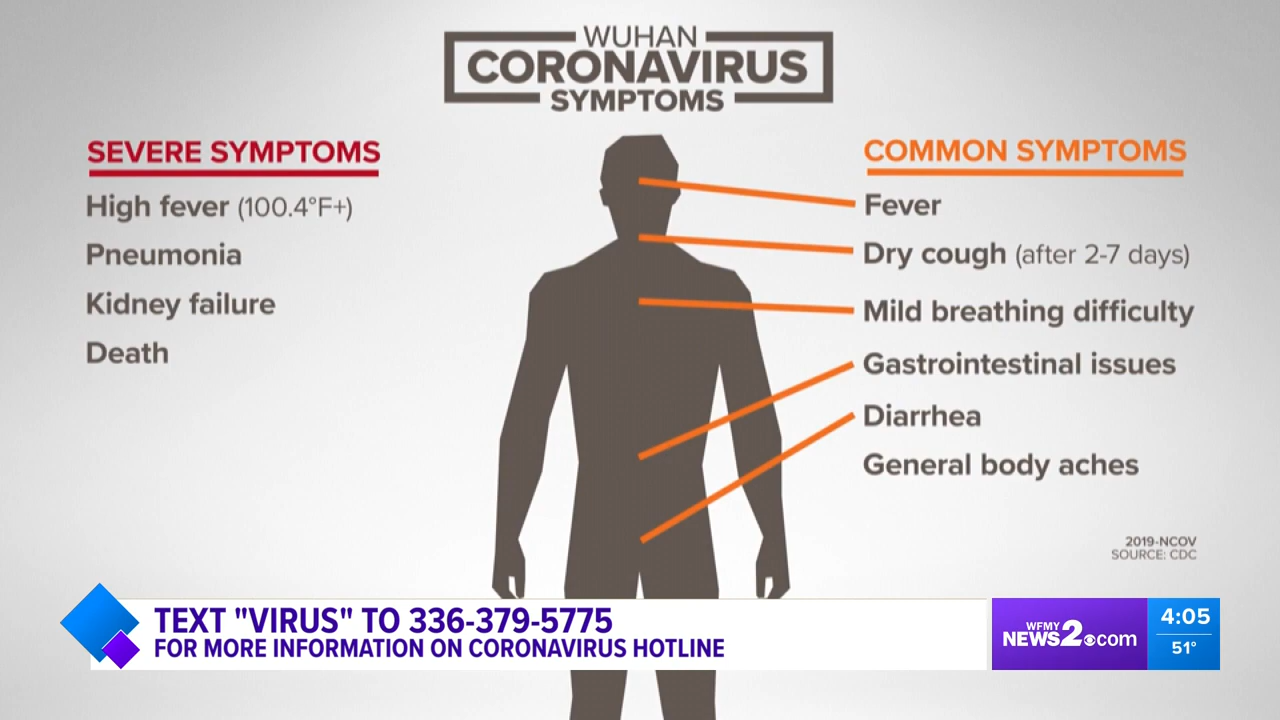 WUHAN
CORONAVIRUS
SYMPTOMS
SEVERE SYMPTOMS
High fever (100.4°F+)
Pneumonia
Kidney failure
Death
COMMON SYMPTOMS
Fever
Dry cough (after 2-7 days)
Mild breathing difficulty
Gastrointestinal issues
Diarrhea
General body aches
2019-NCOV
SOURCE: CDC
TEXT "VIRUS" TO 336-379-5775
FOR MORE INFORMATION ON CORONAVIRUS HOTLINE
WFMY
NEWS 2 com
4:05
51°